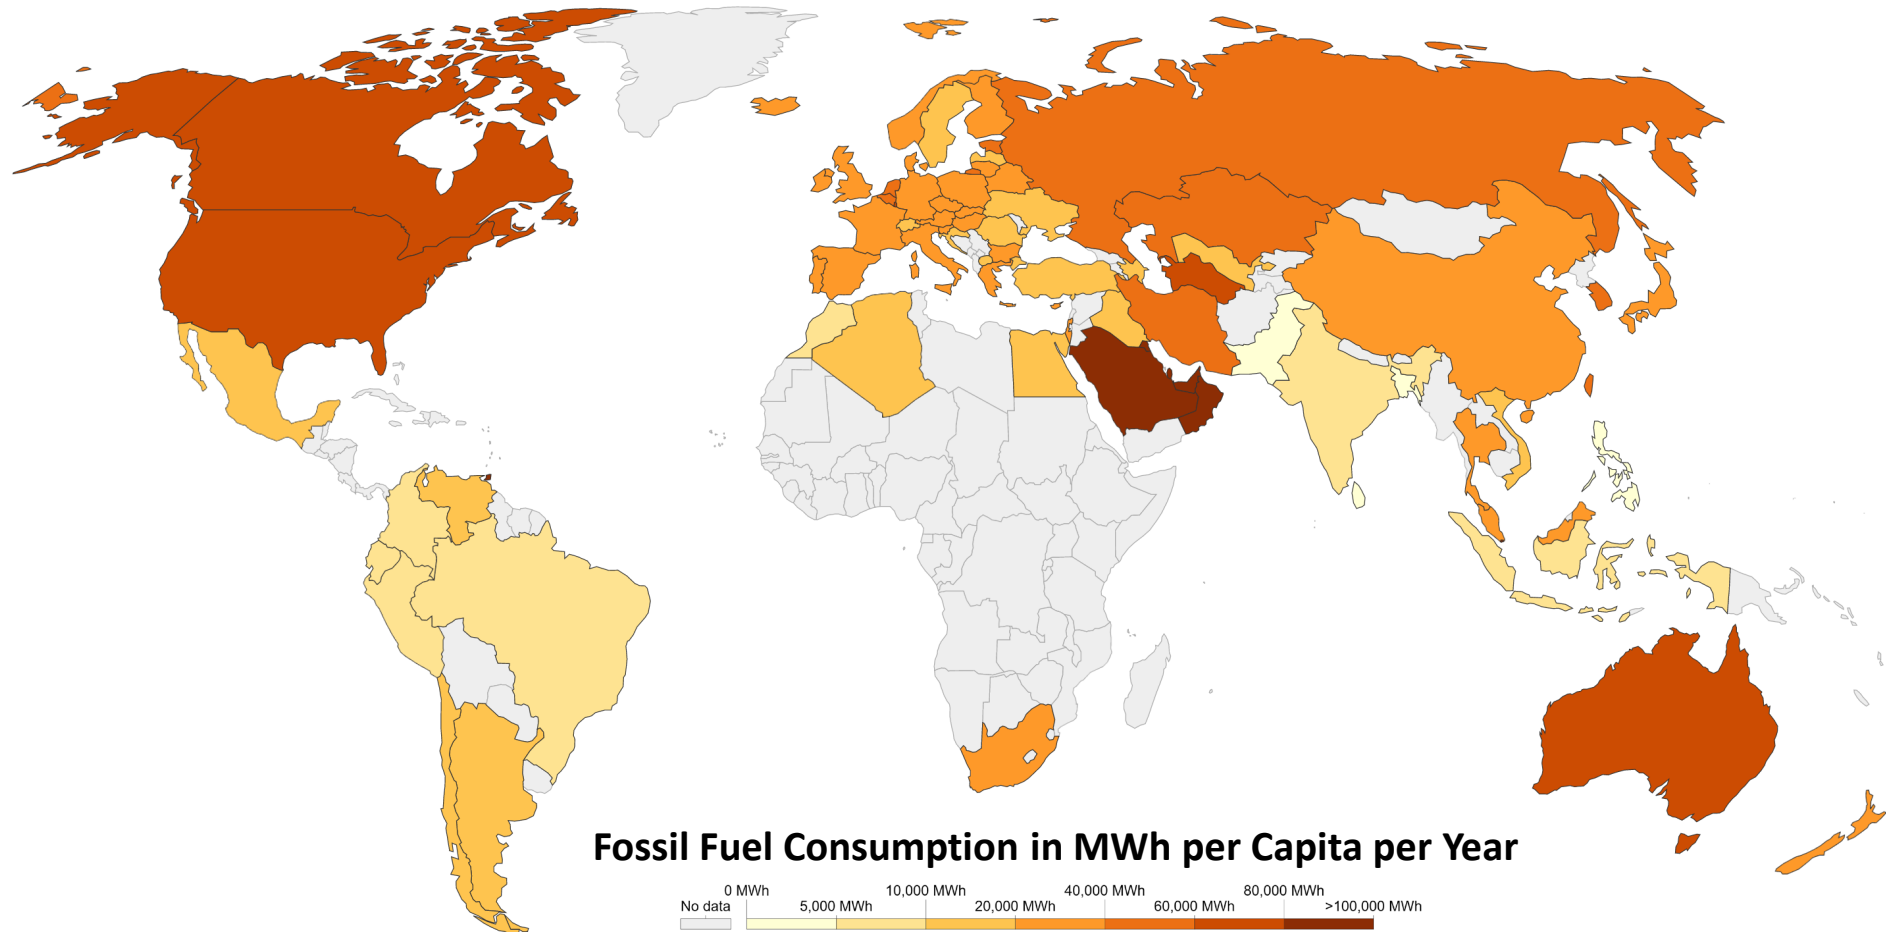 Fossil Fuel Consumption in MWh per Capita per Year
0 MWh 10,000 MWh 40,000 MWh 80,000 MWh
No data 5,000 MWh 20,000 MWh 60,000 MWh >100,000 MWh